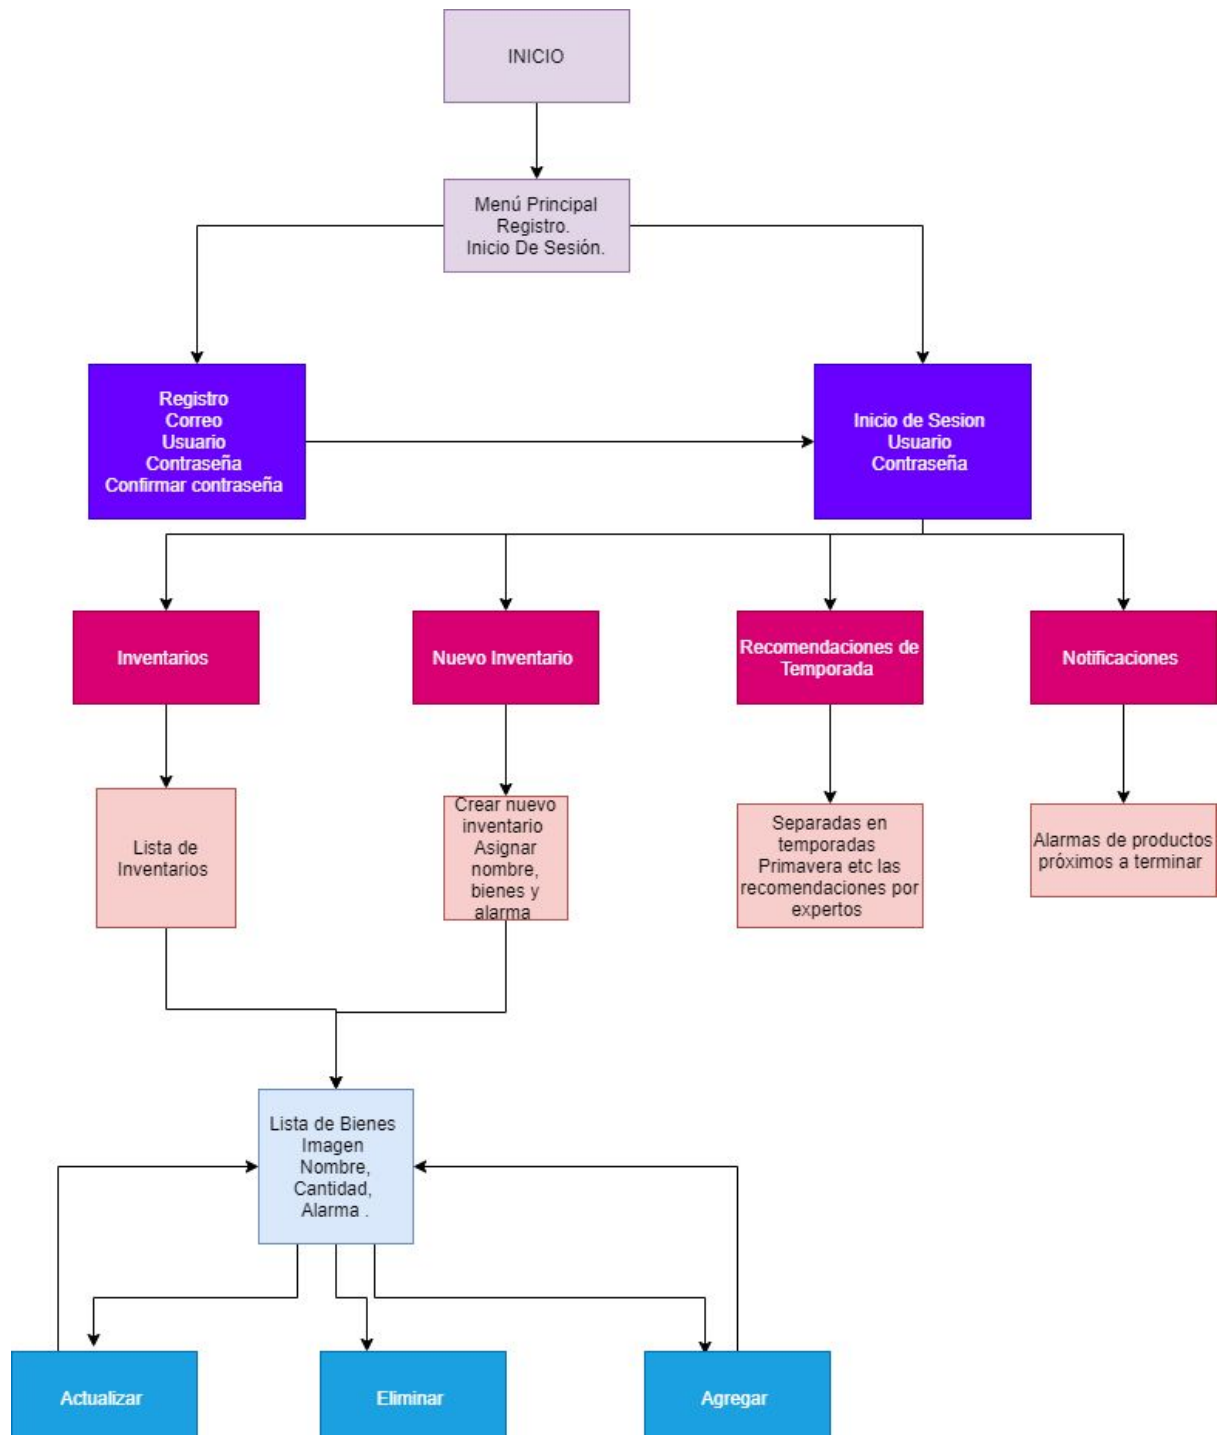 INICIO
Menú Principal
Registro.
Inicio De Sesión.
Registro
Correo
Usuario
Contraseña
Confirmar contraseña
Inicio de Sesion
Usuario
Contraseña
Inventarios
Nuevo Inventario
Recomendaciones de
Temporada
Notificaciones
Lista de
Inventarios
Crear nuevo
inventario
Asignar
nombre,
bienes y
alarma
Separadas en
temporadas
Primavera etc las
recomendaciones por
expertos
Alarmas de productos
próximos a terminar
Lista de Bienes
Imagen
Nombre,
Cantidad,
Alarma .
Actualizar
Eliminar
Agregar